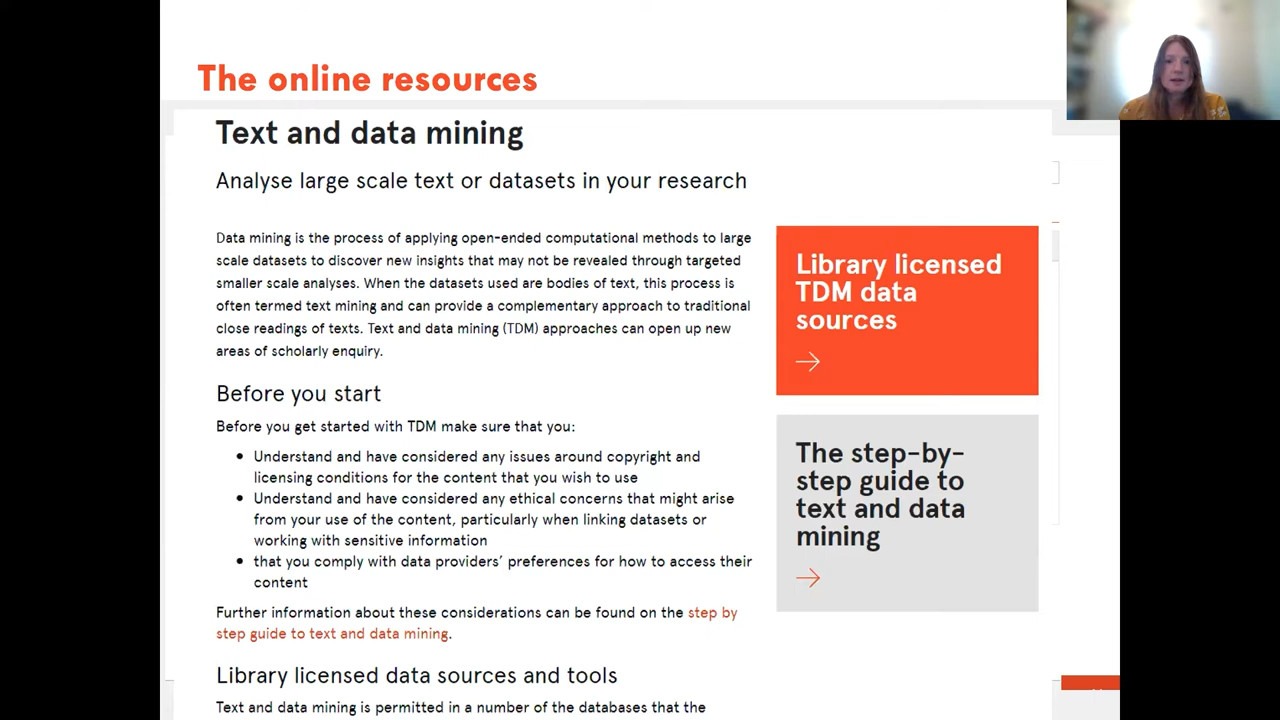 The online resources
Text and data mining
Analyse large scale text or datasets in your research
Data mining is the process of applying open-ended computational methods to large
scale datasets to discover new insights that may not be revealed through targeted
smaller scale analyses. When the datasets used are bodies of text, this process is
often termed text mining and can provide a complementary approach to traditional
close readings of texts. Text and data mining (TDM) approaches can open up new
areas of scholarly enquiry.
Before you start
Before you get started with TDM make sure that you:
Understand and have considered any issues around copyright and
licensing conditions for the content that you wish to use
Understand and have considered any ethical concerns that might arise
from your use of the content, particularly when linking datasets or
working with sensitive information
that you comply with data providers' preferences for how to access their
content
Further information about these considerations can be found on the step by
step guide to text and data mining.
Library licensed data sources and tools
Text and data mining is permitted in a number of the databases that the
Library licensed
TDM data
sources
The step-by-
step guide to
text and data
mining